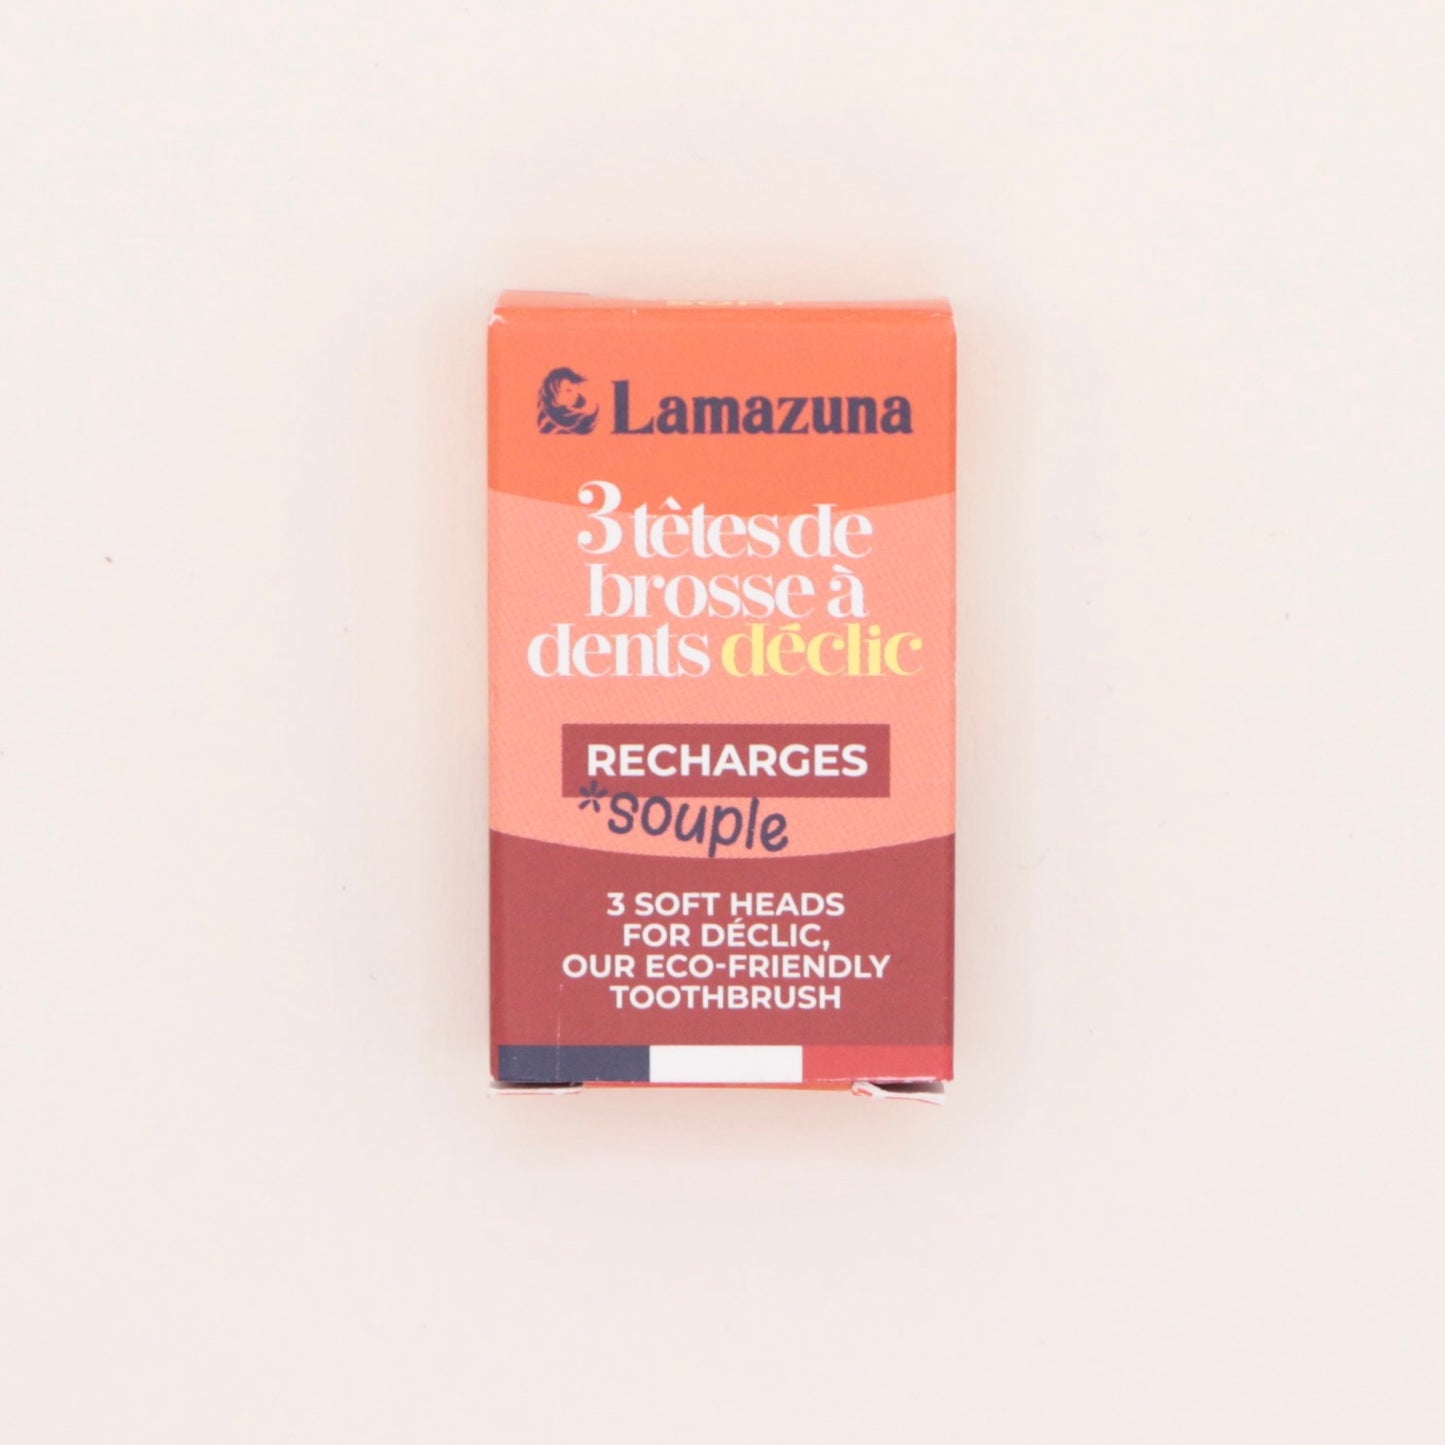 Lamazuna
3 têtes de
brosse à
dents déclic
RECHARGES
*souple
3 SOFT HEADS
FOR DÉCLIC,
OUR ECO-FRIENDLY
TOOTHBRUSH